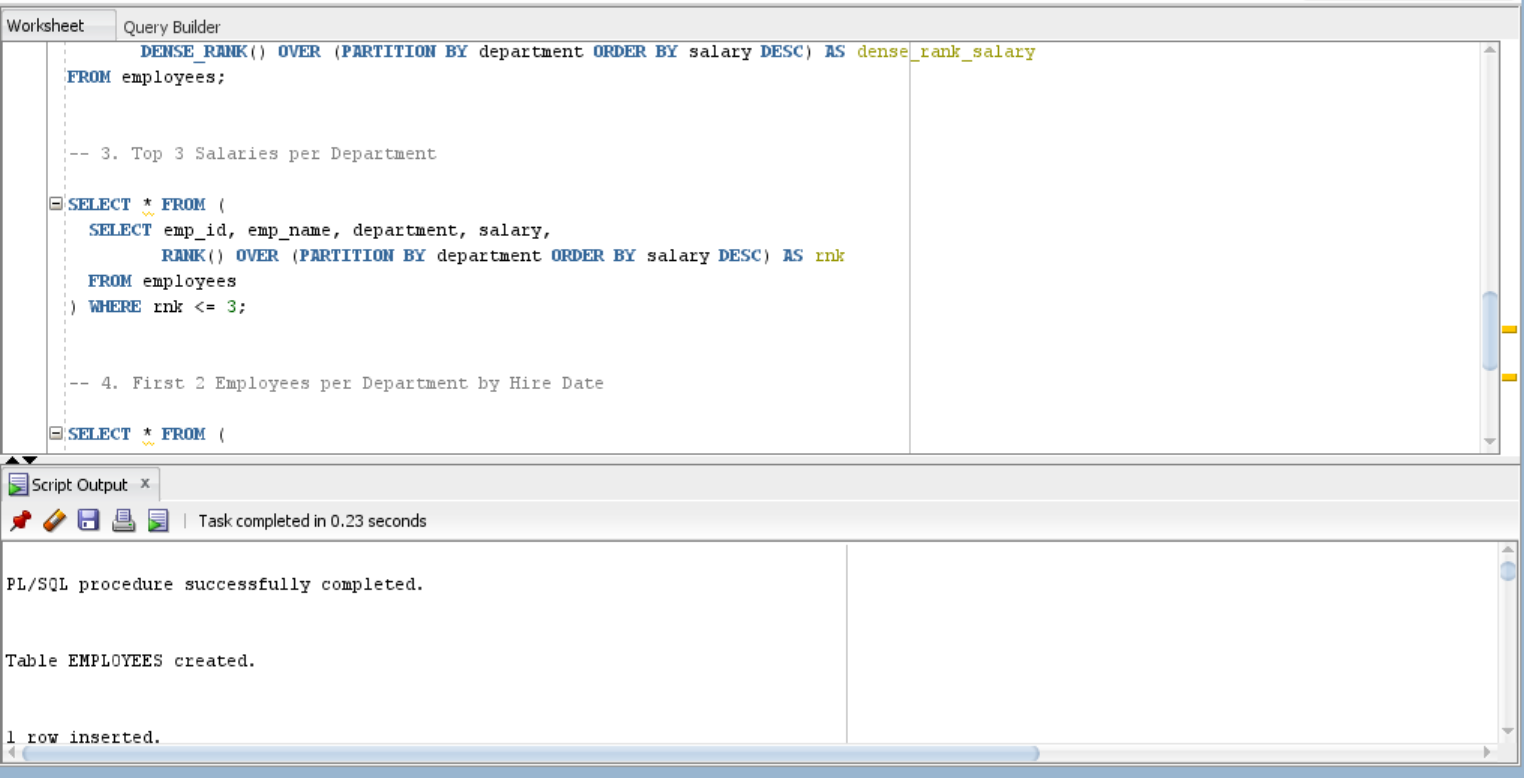 Worksheet Query Builder
DENSE_RANK() OVER (PARTITION BY department ORDER BY salary DESC) AS dense_rank_salary
FROM employees;
-- 3. Top 3 Salaries per Department
SELECT * FROM (
SELECT emp_id, emp_name, department, salary,
RANK() OVER (PARTITION BY department ORDER BY salary DESC) AS rnk
FROM employees
) WHERE rnk <= 3;
-- 4. First 2 Employees per Department by Hire Date
SELECT * FROM (
Script Output x
Task completed in 0.23 seconds
PL/SQL procedure successfully completed.
Table EMPLOYEES created.
1 row inserted.